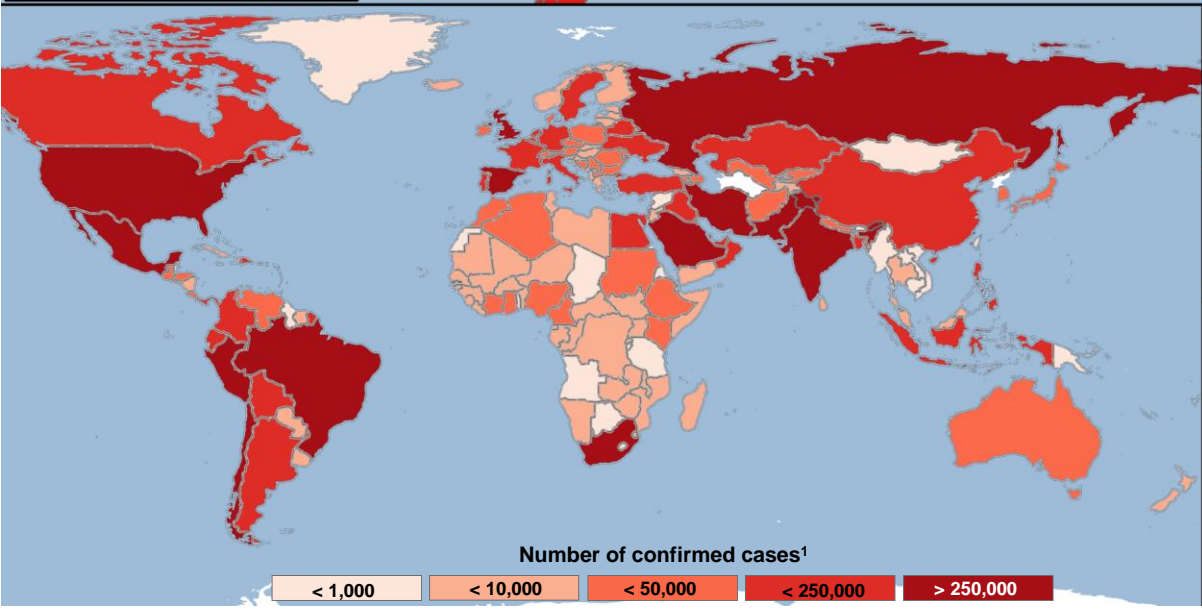 Number of confirmed cases¹
< 1,000 < 10,000 < 50,000 < 250,000 > 250,000